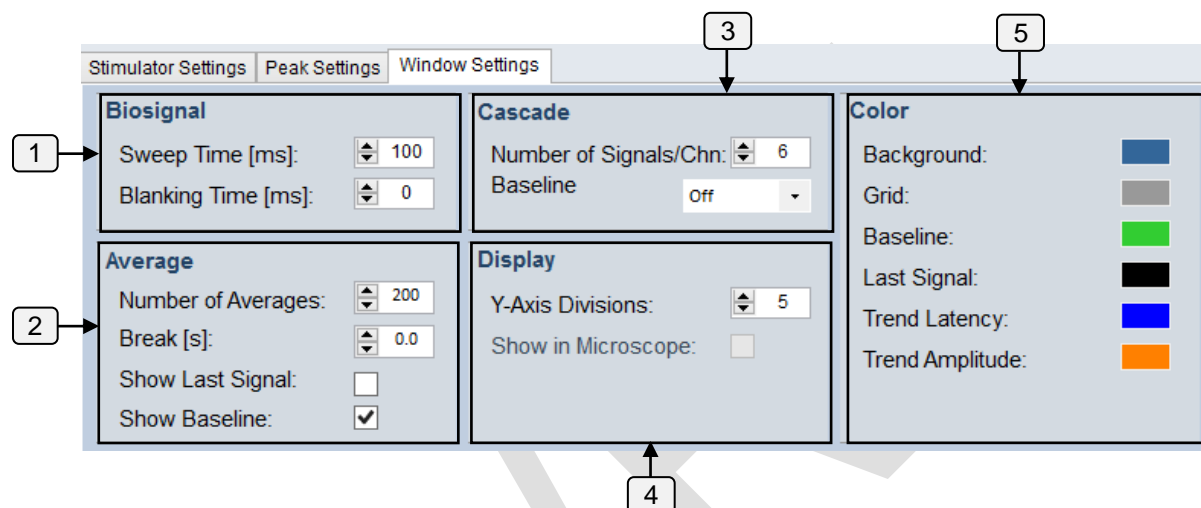 3
5
Stimulator Settings Peak Settings Window Settings
1
Biosignal
Sweep Time [ms]: 100
Blanking Time [ms]: 0
2
Average
Number of Averages: 200
Break [s]: 0.0
Show Last Signal:
Show Baseline:
Cascade
Number of Signals/Chn: 6
Baseline Off
Display
Y-Axis Divisions: 5
Show in Microscope:
4
Color
Background:
Grid:
Baseline:
Last Signal:
Trend Latency:
Trend Amplitude: